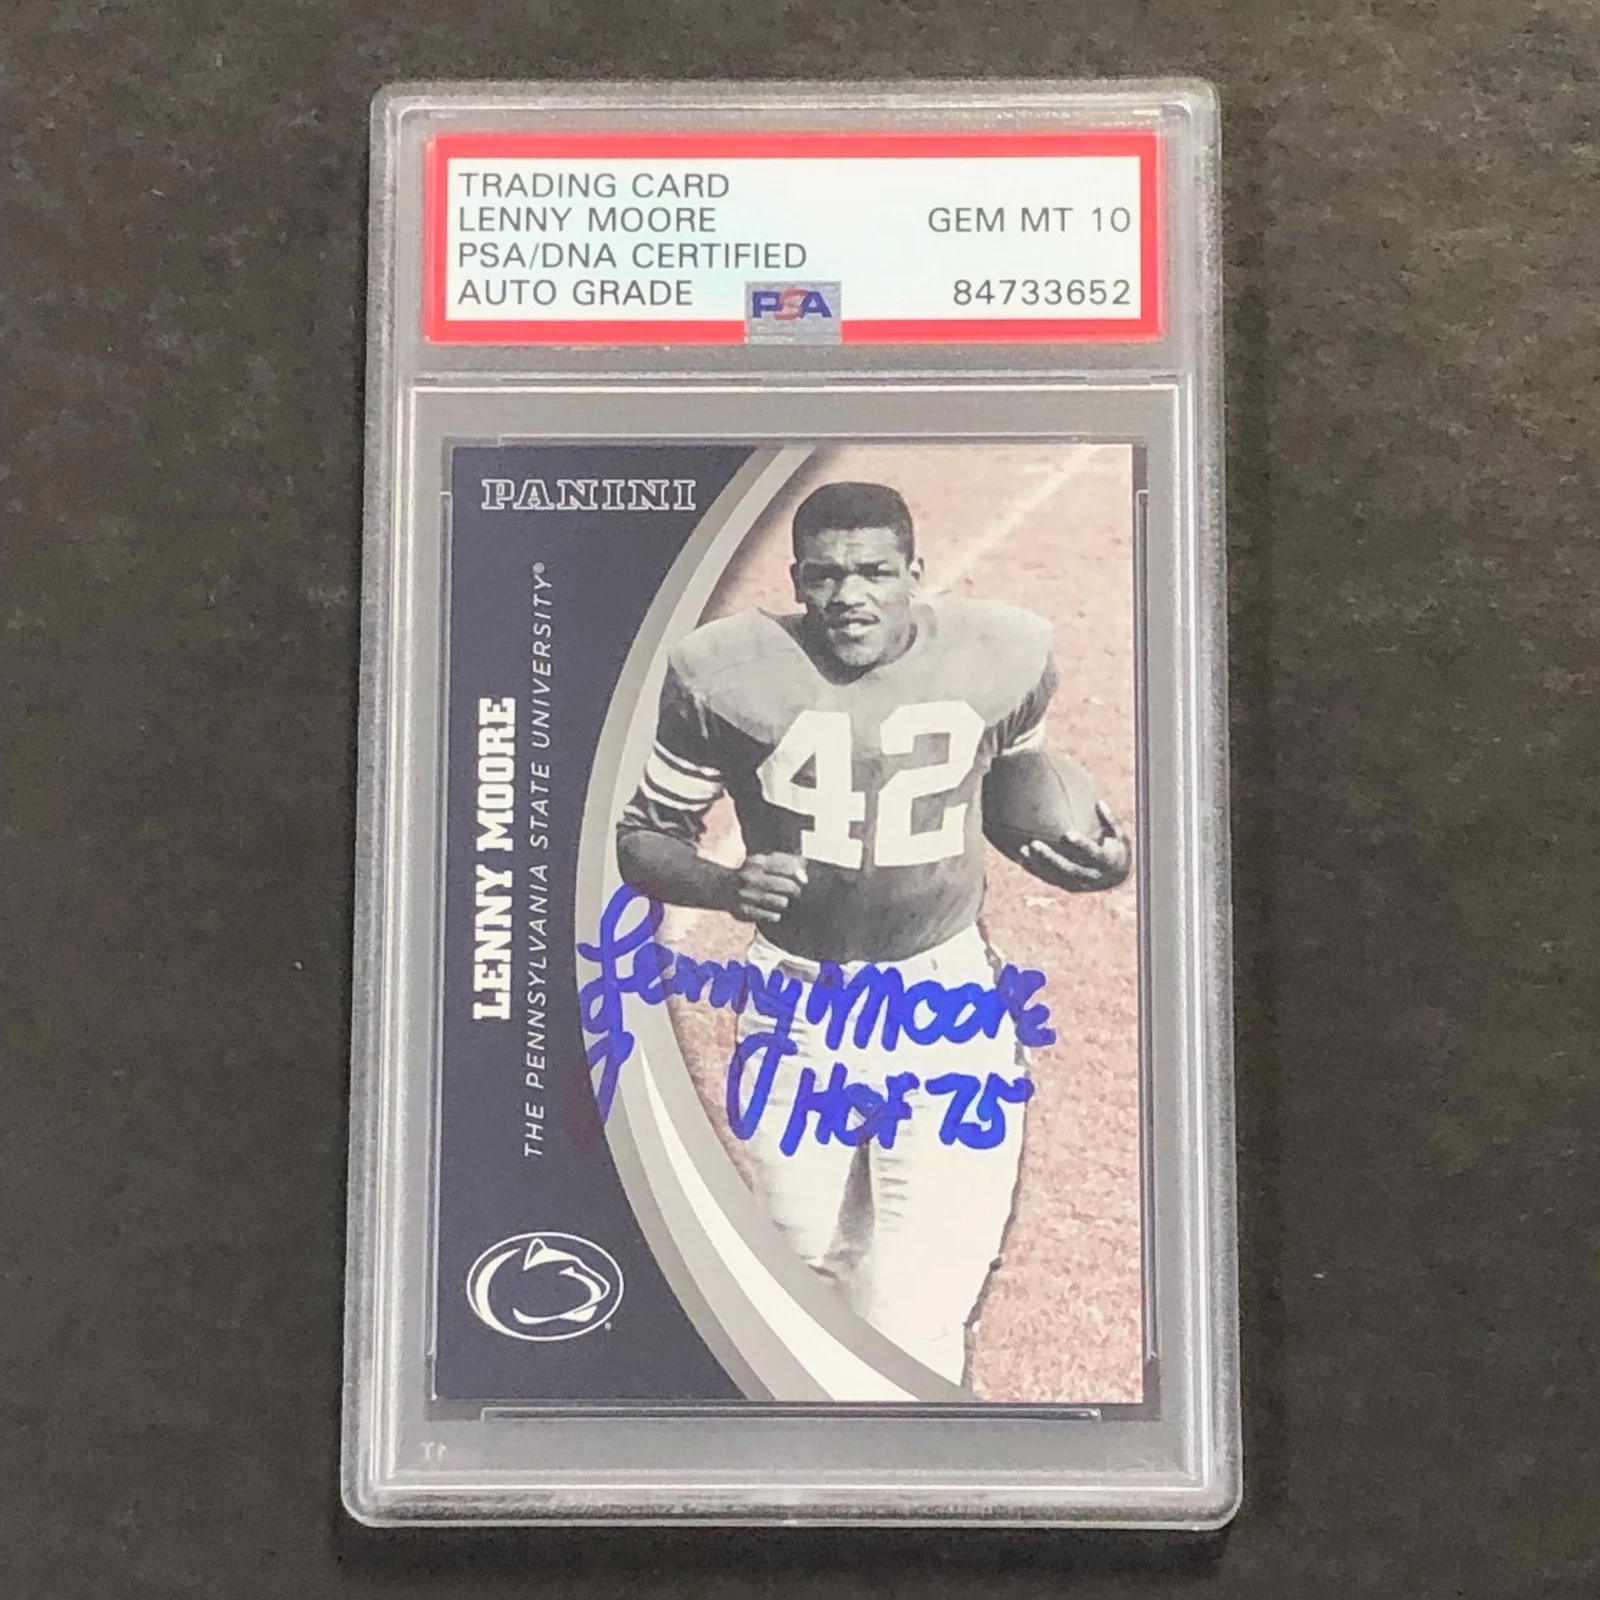 TRADING CARD
LENNY MOORE GEM MT 10
PSA/DNA CERTIFIED
AUTO GRADE PSA 84733652
PANINI
LENNY MOORE
THE PENNSYLVANIA STATE UNIVERSITY®
42
Lenny Moore
HOF 75